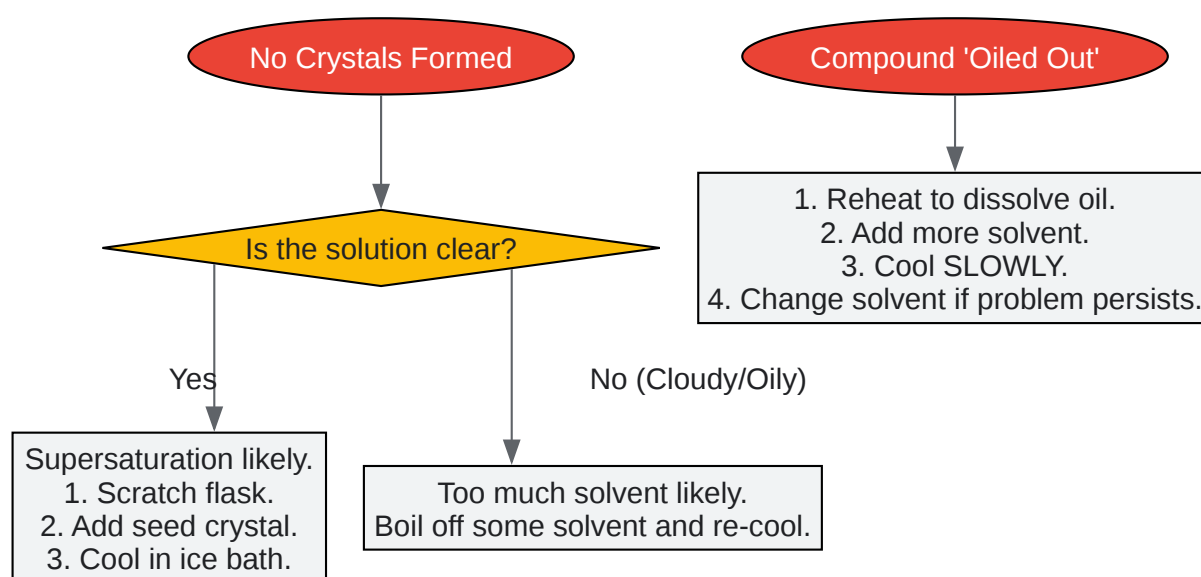 No Crystals Formed
Compound 'Oiled Out'
Is the solution clear?
1. Reheat to dissolve oil.
2. Add more solvent.
3. Cool SLOWLY.
4. Change solvent if problem persists.
Yes
No (Cloudy/Oily)
Supersaturation likely.
1. Scratch flask.
2. Add seed crystal.
3. Cool in ice bath.
Too much solvent likely.
Boil off some solvent and re-cool.